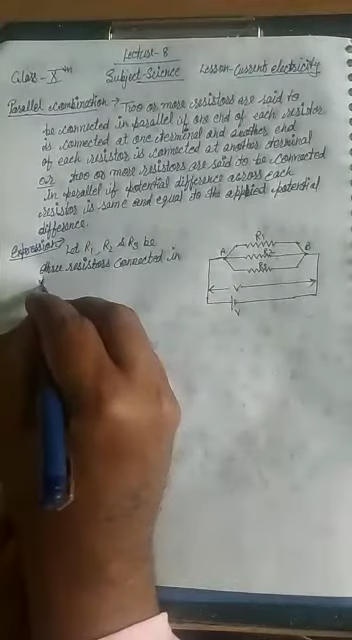 Lecture-8
Class-Xth Subject-Science Lesson-Current electricity
Parallel combination? Two or more resistors are said to
be connected in parallel if one end of each resistor
is connected at one terminal and another end
of each resistor is connected at another terminal
or two or more resistors are said to be connected
in parallel if potential difference across each
resistor is same and equal to the applied potential
difference.
Expression? Let R1, R2 & R3 be
three resistors connected in
R1
A R2 B
R3
V
V